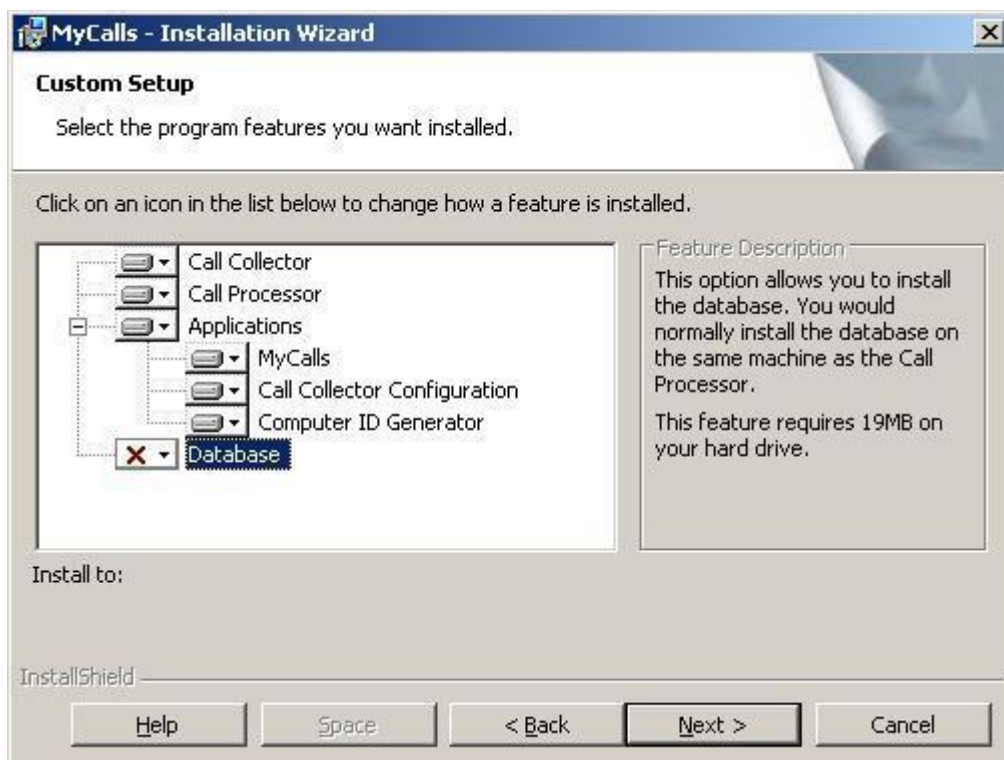 MyCalls - Installation Wizard
Custom Setup
Select the program features you want installed.
Click on an icon in the list below to change how a feature is installed.
Call Collector
Call Processor
Applications
MyCalls
Call Collector Configuration
Computer ID Generator
Database
Feature Description
This option allows you to install
the database. You would
normally install the database on
the same machine as the Call
Processor.
This feature requires 19MB on
your hard drive.
Install to:
InstallShield
Help
Space
< Back
Next >
Cancel